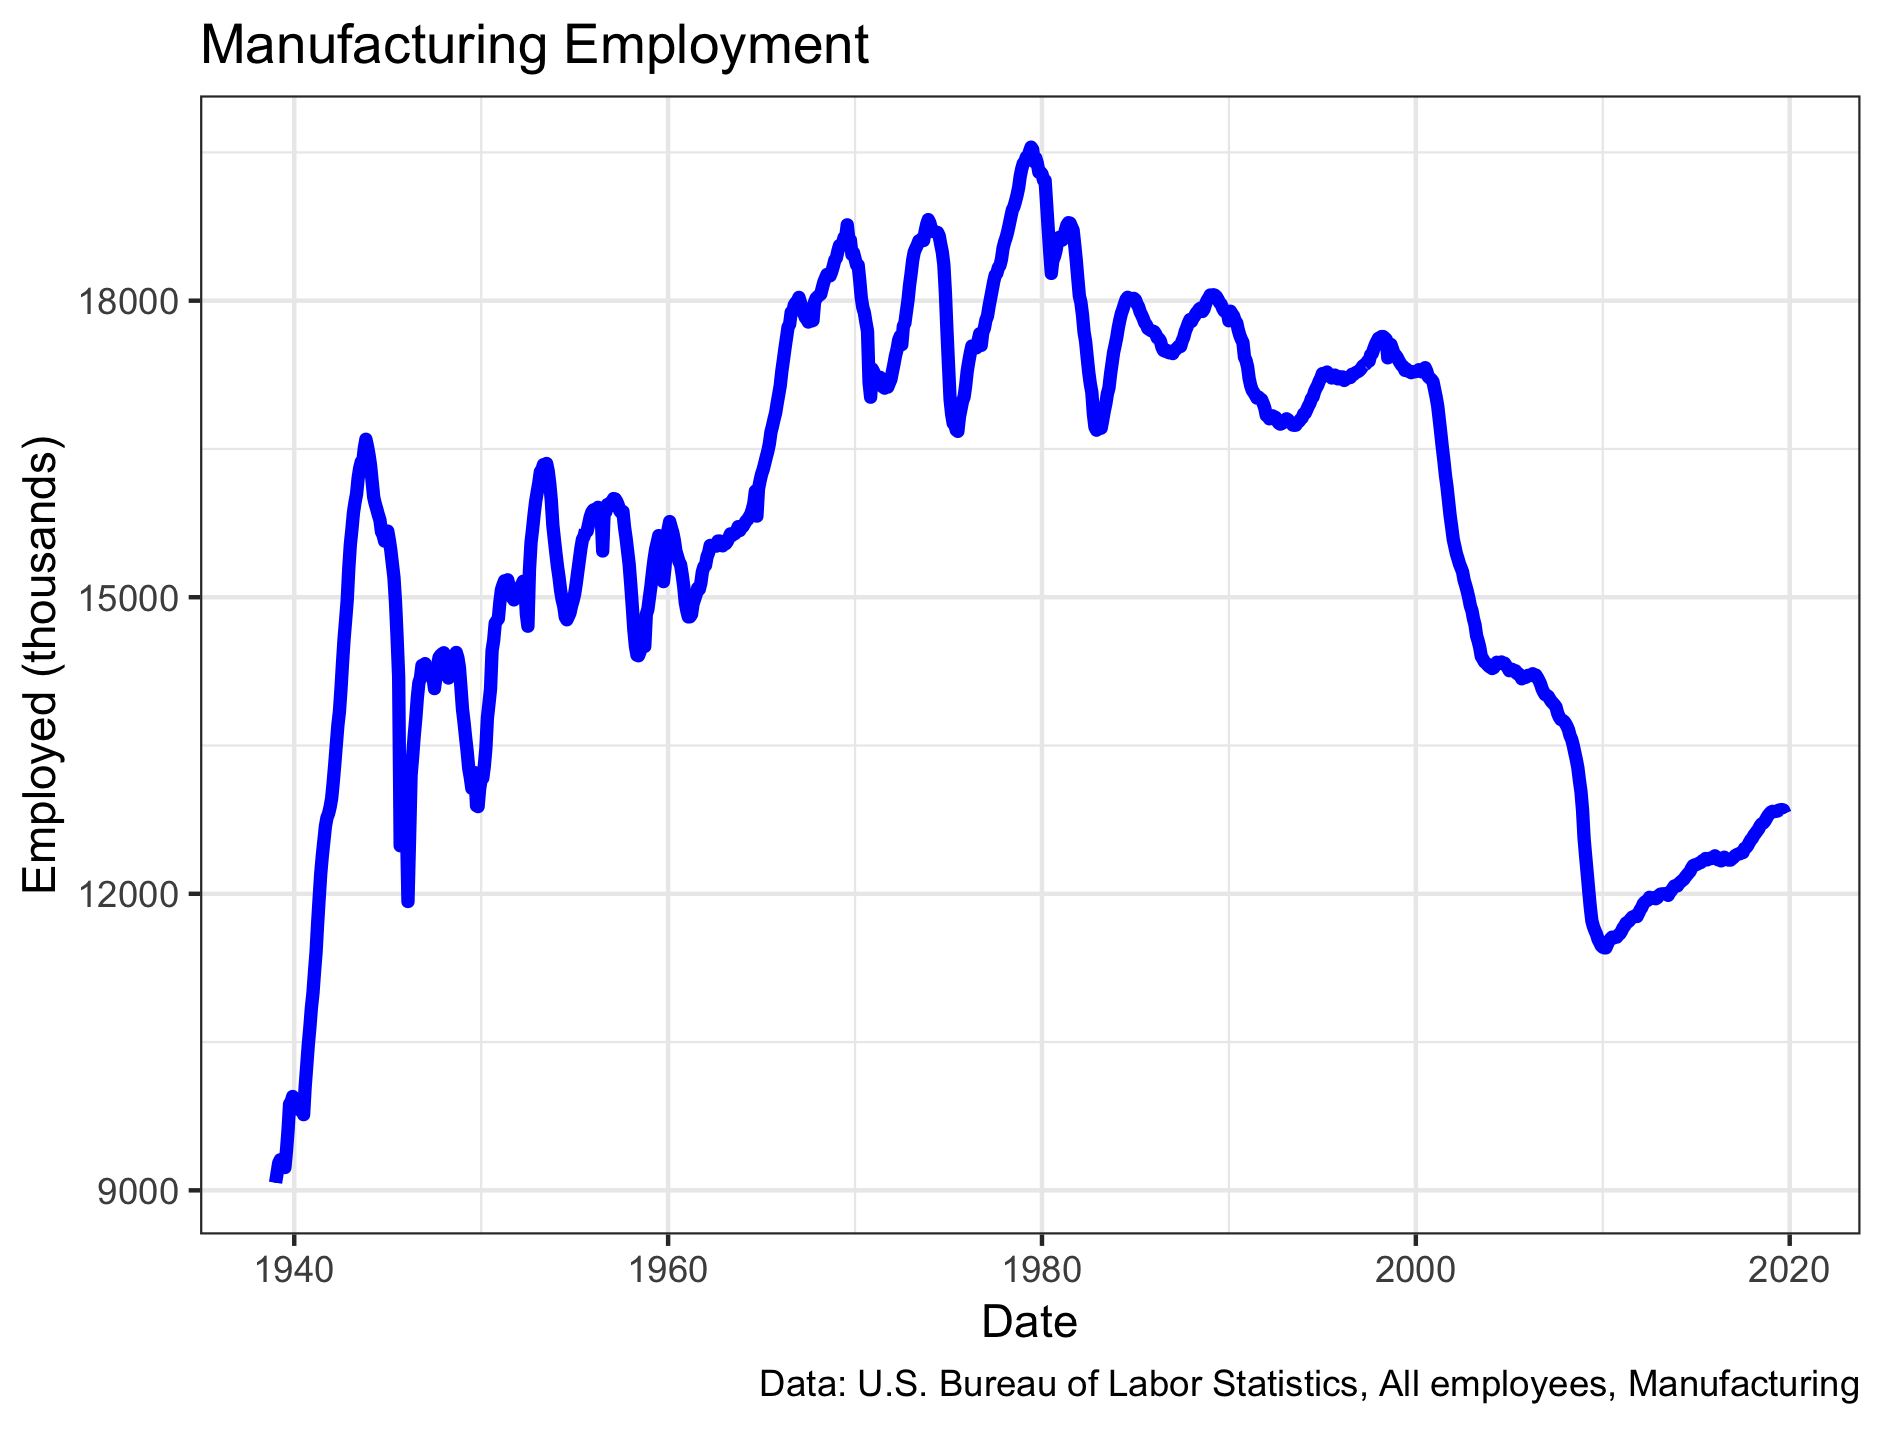 Manufacturing Employment
Employed (thousands)
18000
15000
12000
9000
1940 1960 1980 2000 2020
Date
Data: U.S. Bureau of Labor Statistics, All employees, Manufacturing